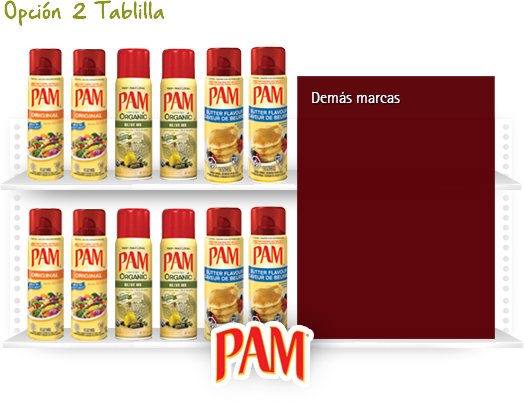 Opción 2 Tablilla
PAM PAM PAM PAM PAM PAM
ORIGINAL ORIGINAL ORGANIC ORGANIC BUTTER FLAVOUR BUTTER FLAVOUR
SAVEUR DE BEURRE SAVEUR DE BEURRE
Demás marcas
PAM PAM PAM PAM PAM PAM
ORIGINAL ORIGINAL ORGANIC ORGANIC BUTTER FLAVOUR BUTTER FLAVOUR
SAVEUR DE BEURRE SAVEUR DE BEURRE
PAM